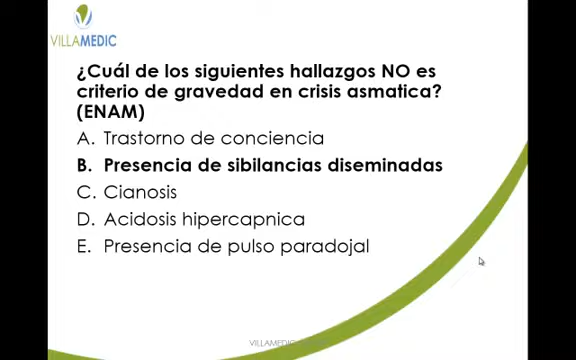 VILLAMEDIC
¿Cuál de los siguientes hallazgos NO es
criterio de gravedad en crisis asmatica?
(ENAM)
A. Trastorno de conciencia
B. Presencia de sibilancias diseminadas
C. Cianosis
D. Acidosis hipercapnica
E. Presencia de pulso paradojal
VILLAMEDIC